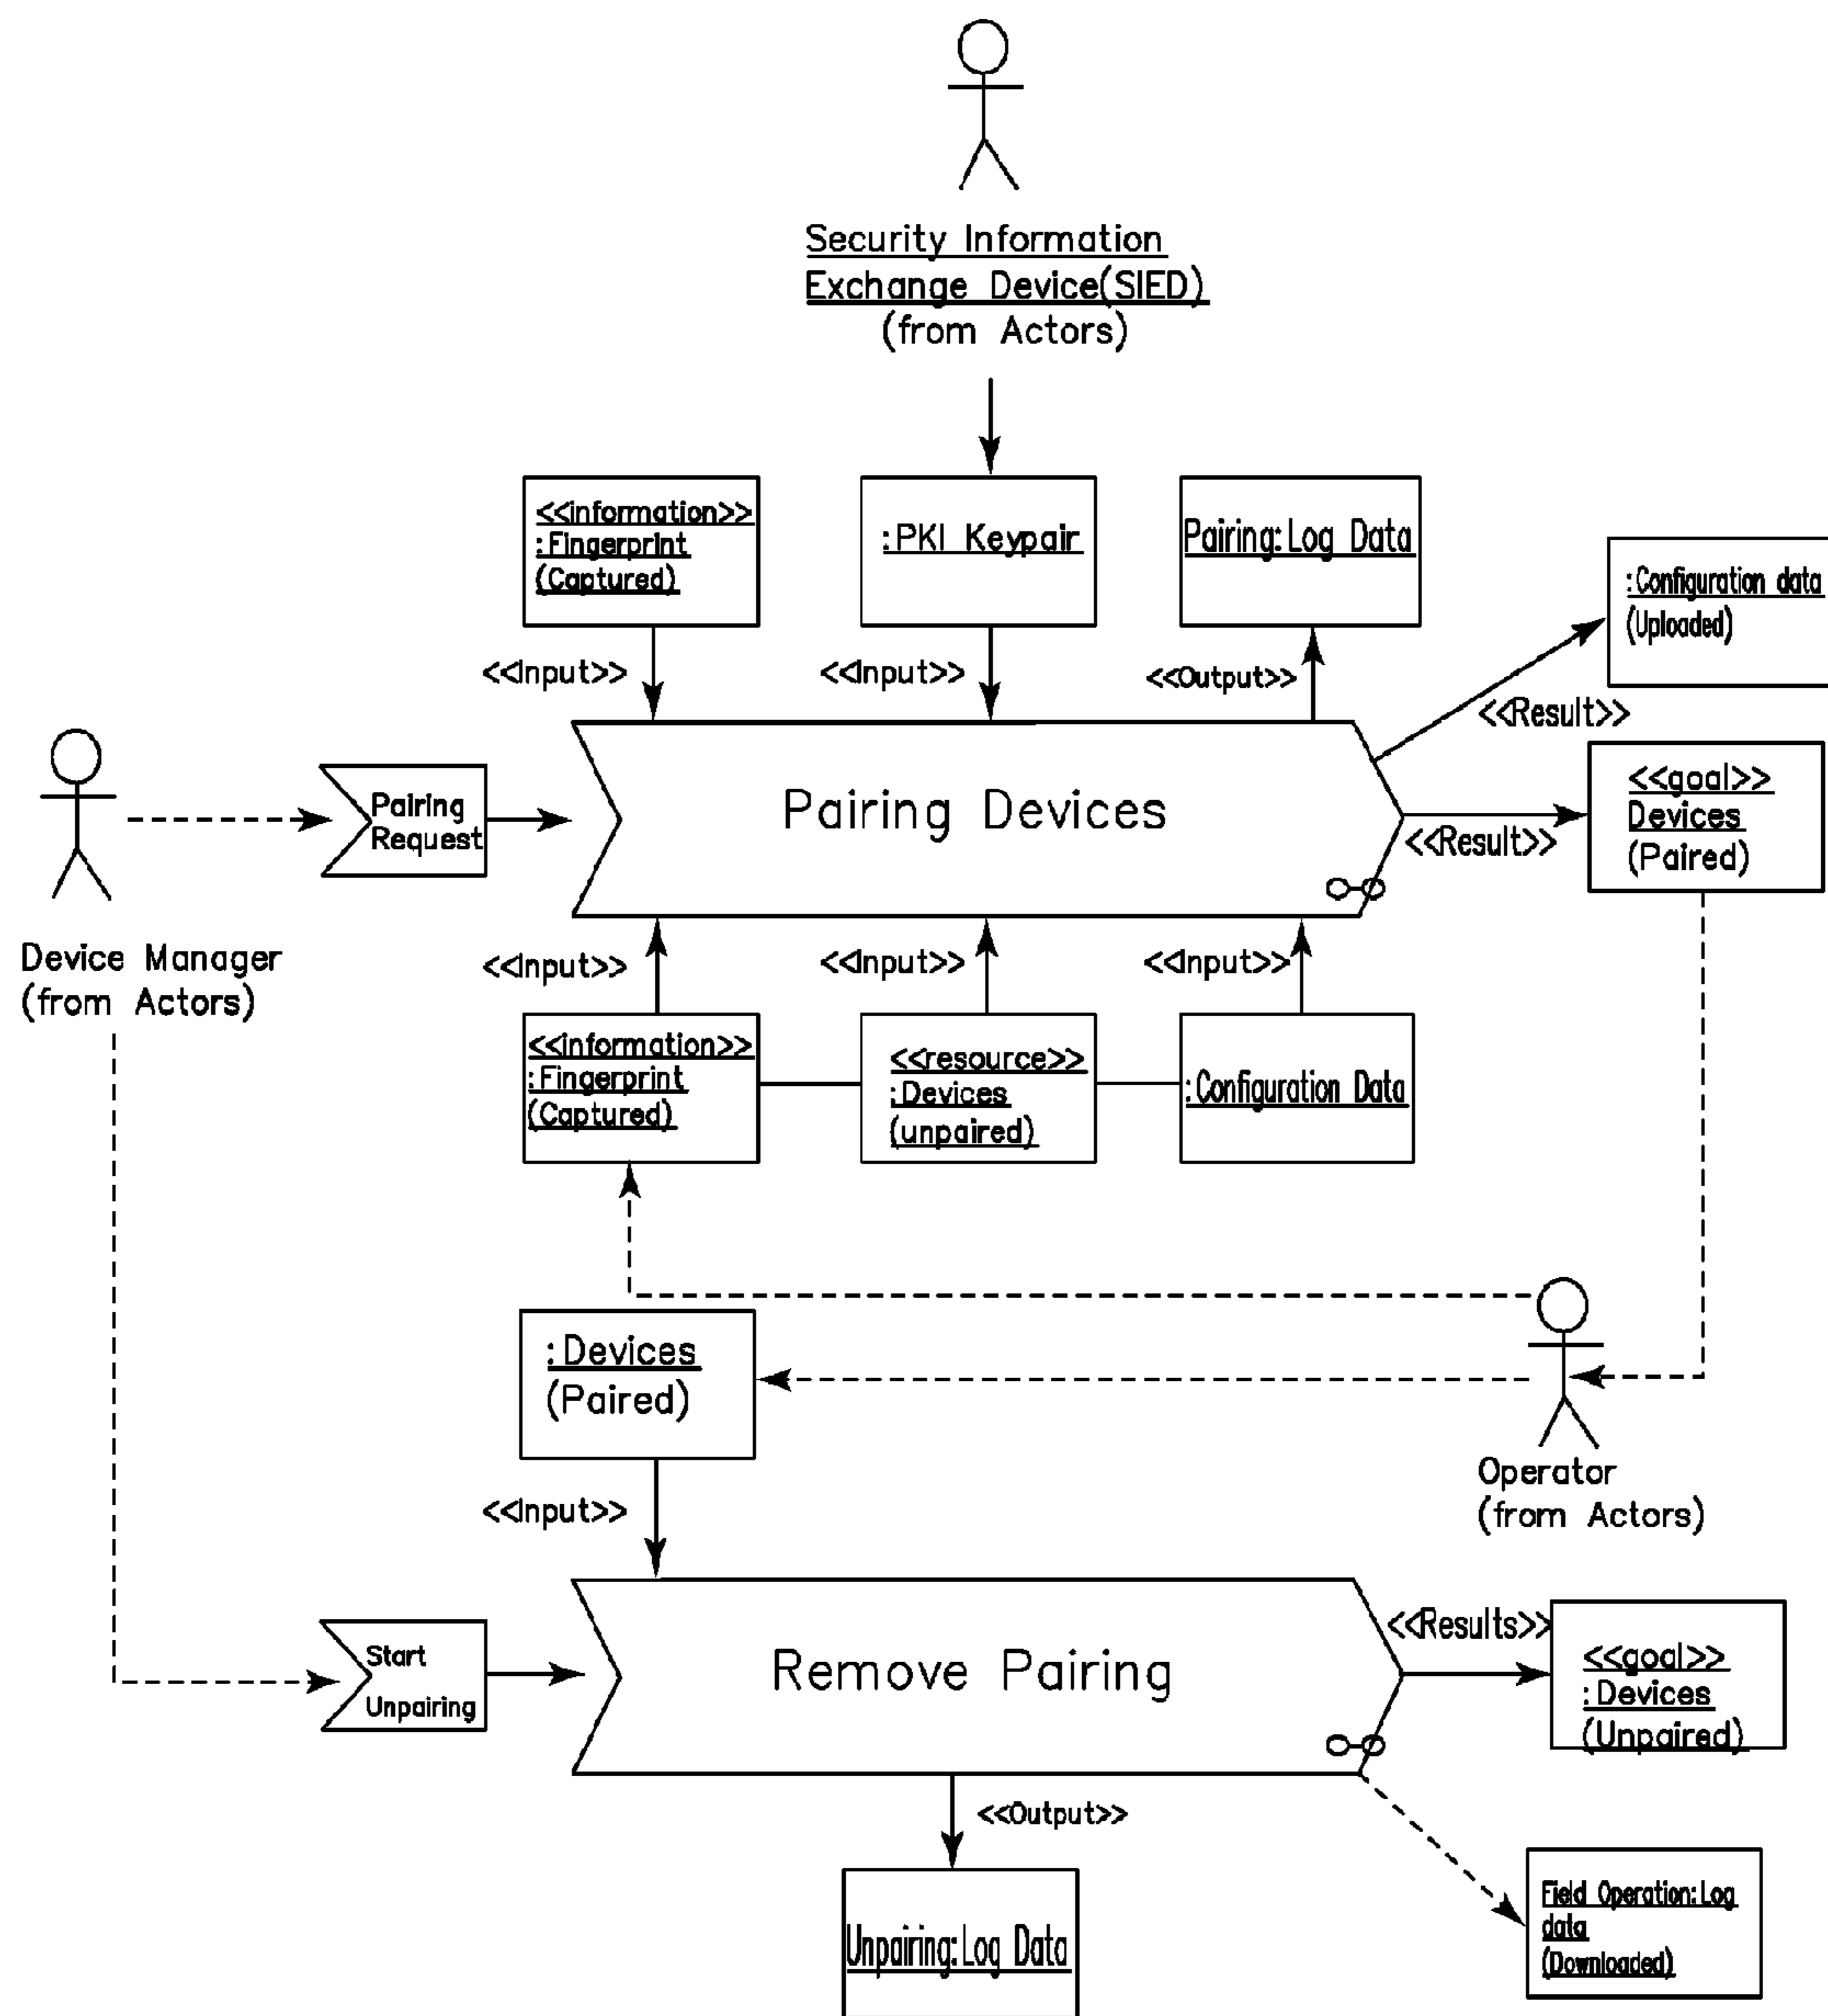 Security Information
Exchange Device(SIED)
(from Actors)
<<information>>
:Fingerprint
(Captured)
:PKI Keypair
Pairing:Log Data
:Configuration data
(Uploaded)
<<Input>>
<<Input>>
<<Output>>
<<Result>>
Pairing
Request
Pairing Devices
<<Result>>
<<goal>>
Devices
(Paired)
Device Manager
(from Actors)
<<Input>>
<<Input>>
<<Input>>
<<information>>
:Fingerprint
(Captured)
<<resource>>
:Devices
(unpaired)
:Configuration Data
:Devices
(Paired)
Operator
(from Actors)
<<Input>>
Start
Unpairing
Remove Pairing
<<Results>>
<<goal>>
:Devices
(Unpaired)
<<Output>>
Unpairing:Log Data
Field Operation:Log
data
(Downloaded)